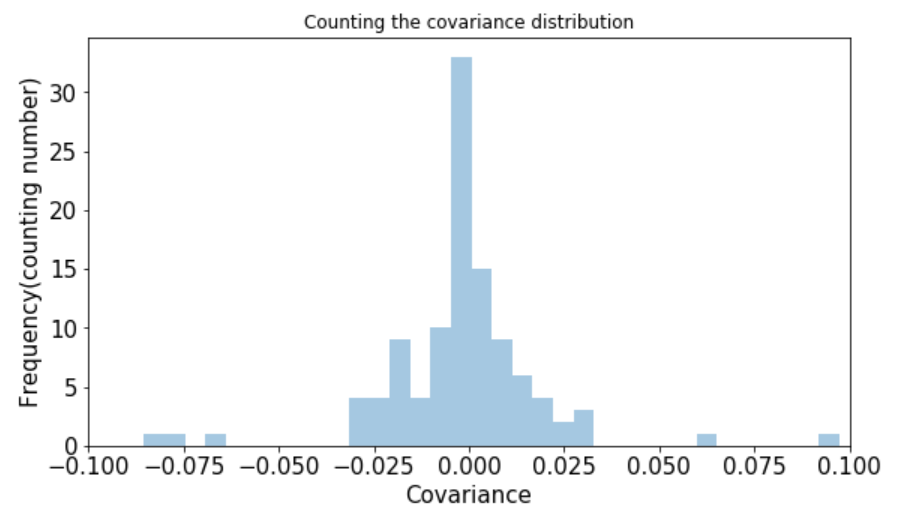 Counting the covariance distribution
Frequency(counting number)
30
25
20
15
10
5
0
−0.100 −0.075 −0.050 −0.025 0.000 0.025 0.050 0.075 0.100
Covariance